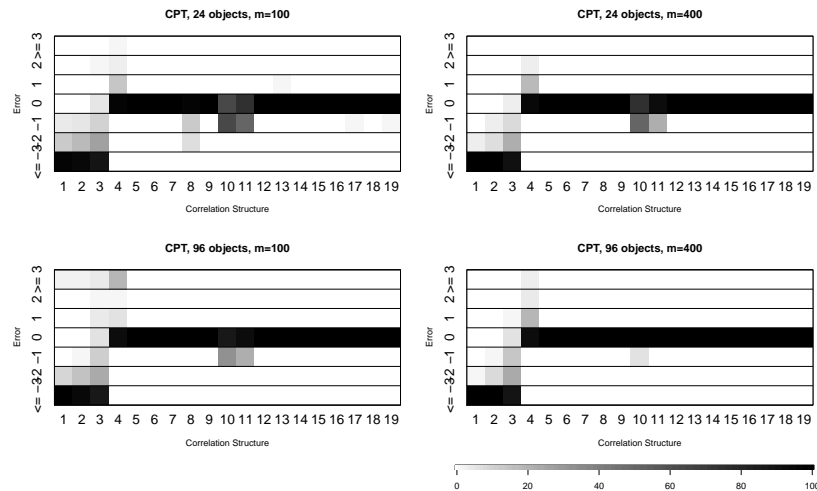 CPT, 24 objects, m=100
Error
<= −3 −2 −1 0 1 2 >= 3
1 2 3 4 5 6 7 8 9 10 11 12 13 14 15 16 17 18 19
Correlation Structure
CPT, 24 objects, m=400
Error
<= −3 −2 −1 0 1 2 >= 3
1 2 3 4 5 6 7 8 9 10 11 12 13 14 15 16 17 18 19
Correlation Structure
CPT, 96 objects, m=100
Error
<= −3 −2 −1 0 1 2 >= 3
1 2 3 4 5 6 7 8 9 10 11 12 13 14 15 16 17 18 19
Correlation Structure
CPT, 96 objects, m=400
Error
<= −3 −2 −1 0 1 2 >= 3
1 2 3 4 5 6 7 8 9 10 11 12 13 14 15 16 17 18 19
Correlation Structure
0 20 40 60 80 100